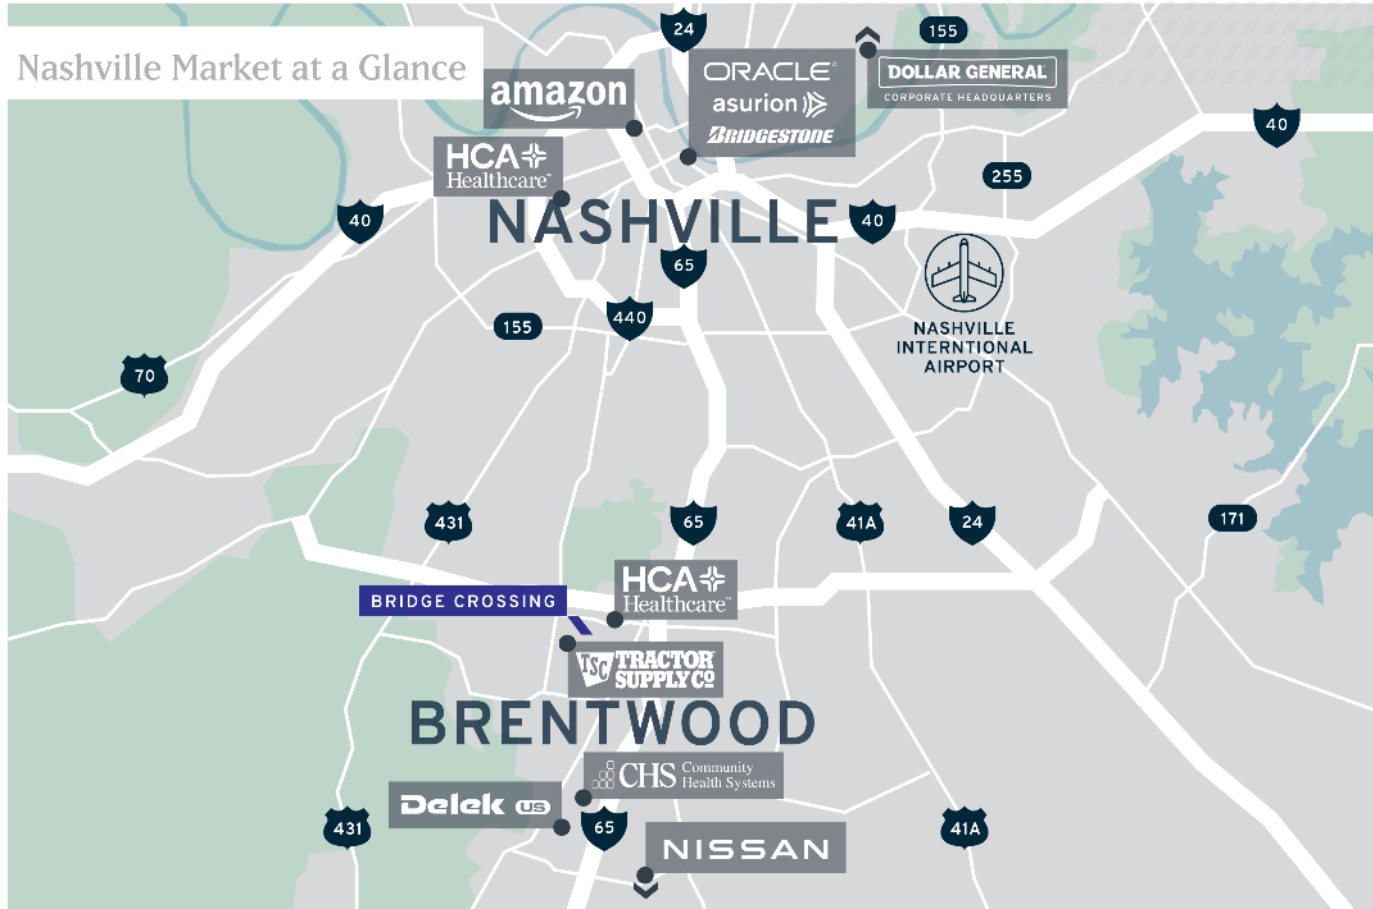 Nashville Market at a Glance
24
155
ORACLE
asurion
BRIDGESTONE
DOLLAR GENERAL
CORPORATE HEADQUARTERS
amazon
40
HCA
Healthcare™
255
40
NASHVILLE
40
65
440
155
NASHVILLE
INTERNTIONAL
AIRPORT
70
431
65
41A
24
171
HCA
Healthcare™
BRIDGE CROSSING
TSC TRACTOR
SUPPLY CO
BRENTWOOD
CHS Community
Health Systems
Delek US
431
65
41A
NISSAN